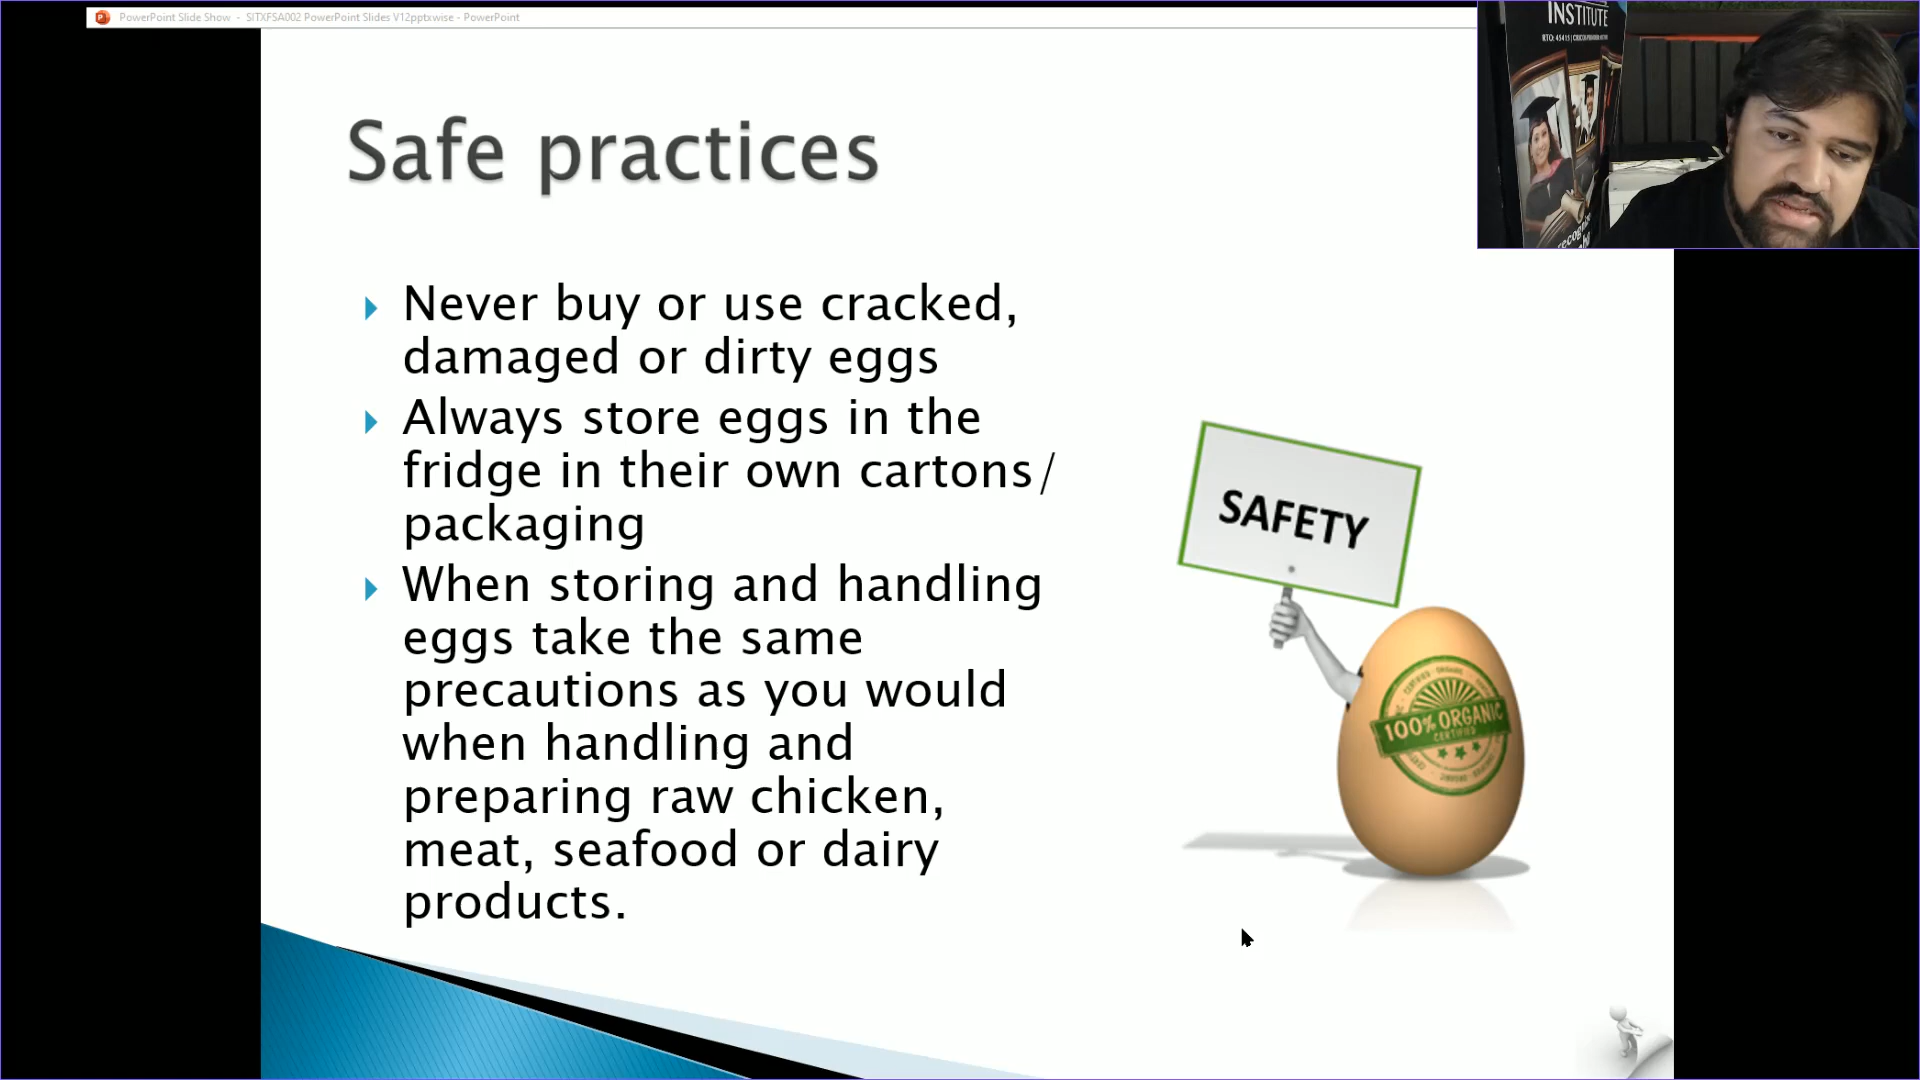 PowerPoint Slide Show - SITXFSA002 PowerPoint Slides V12pptxwise - PowerPoint
INSTITUTE
Safe practices
Never buy or use cracked,
damaged or dirty eggs
Always store eggs in the
fridge in their own cartons/
packaging
When storing and handling
eggs take the same
precautions as you would
when handling and
preparing raw chicken,
meat, seafood or dairy
products.
SAFETY
100% ORGANIC
CERTIFIED